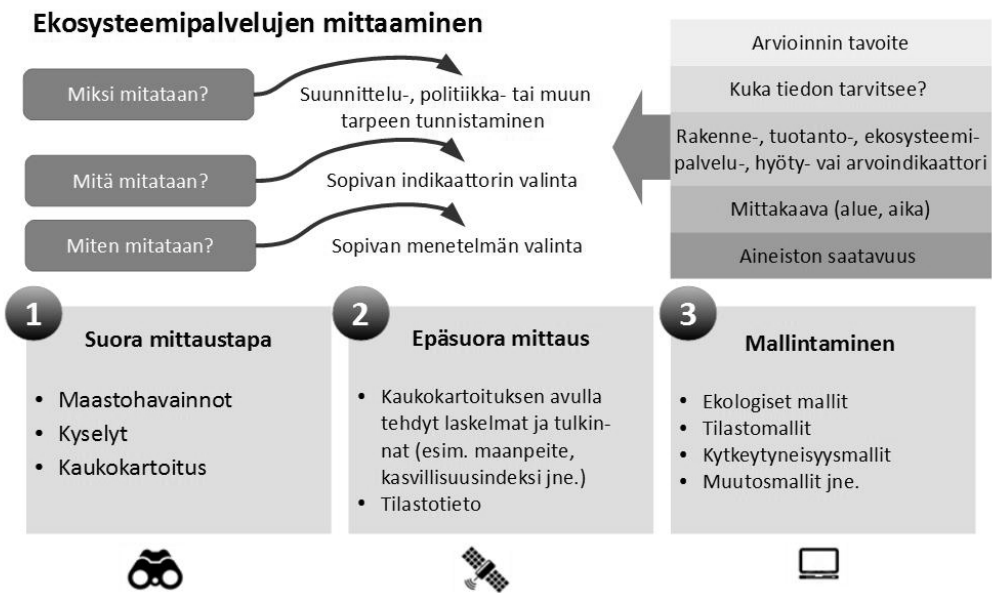 Ekosysteemipalvelujen mittaaminen
Miksi mitataan?
Suunnittelu-, politiikka- tai muun
tarpeen tunnistaminen
Mitä mitataan?
Sopivan indikaattorin valinta
Miten mitataan?
Sopivan menetelmän valinta
Arvioinnin tavoite
Kuka tiedon tarvitsee?
Rakenne-, tuotanto-, ekosysteemi-
palvelu-, hyöty- vai arvoindikaattori
Mittakaava (alue, aika)
Aineiston saatavuus
1
Suora mittaustapa
• Maastohavainnot
• Kyselyt
• Kaukokartoitus
2
Epäsuora mittaus
• Kaukokartoituksen avulla
tehdyt laskelmat ja tulkin-
nat (esim. maanpeite,
kasvillisuusindeksi jne.)
• Tilastotieto
3
Mallintaminen
• Ekologiset mallit
• Tilastomallit
• Kytkeytyneisyysmallit
• Muutosmallit jne.